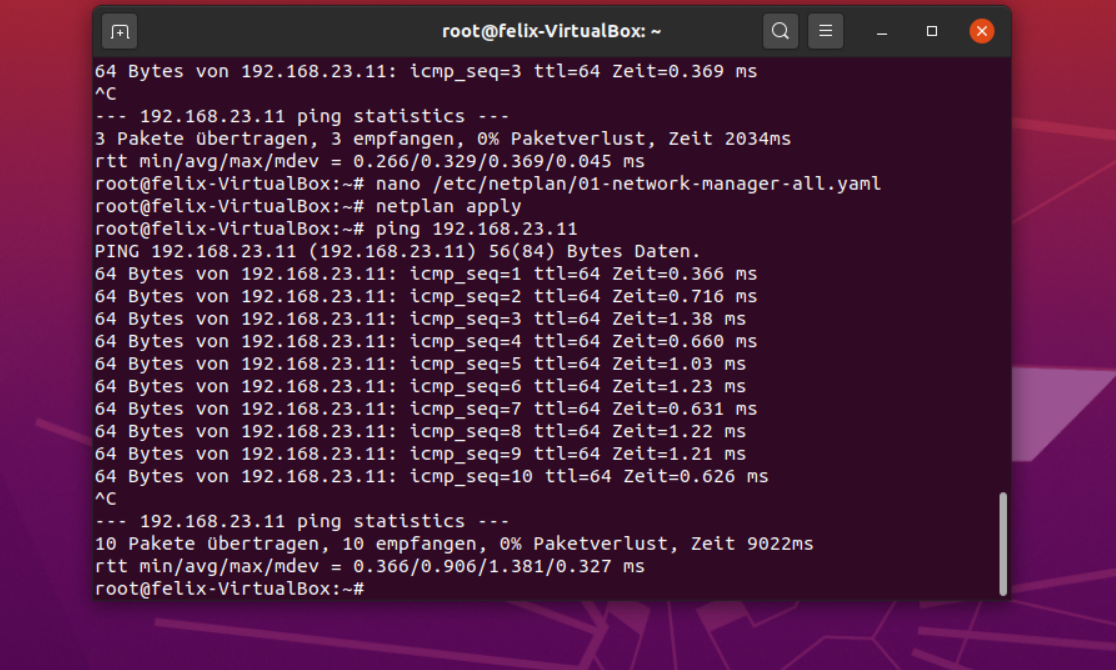 root@felix-VirtualBox: ~
64 Bytes von 192.168.23.11: icmp_seq=3 ttl=64 Zeit=0.369 ms
^C
--- 192.168.23.11 ping statistics ---
3 Pakete übertragen, 3 empfangen, 0% Paketverlust, Zeit 2034ms
rtt min/avg/max/mdev = 0.266/0.329/0.369/0.045 ms
root@felix-VirtualBox:~# nano /etc/netplan/01-network-manager-all.yaml
root@felix-VirtualBox:~# netplan apply
root@felix-VirtualBox:~# ping 192.168.23.11
PING 192.168.23.11 (192.168.23.11) 56(84) Bytes Daten.
64 Bytes von 192.168.23.11: icmp_seq=1 ttl=64 Zeit=0.366 ms
64 Bytes von 192.168.23.11: icmp_seq=2 ttl=64 Zeit=0.716 ms
64 Bytes von 192.168.23.11: icmp_seq=3 ttl=64 Zeit=1.38 ms
64 Bytes von 192.168.23.11: icmp_seq=4 ttl=64 Zeit=0.660 ms
64 Bytes von 192.168.23.11: icmp_seq=5 ttl=64 Zeit=1.03 ms
64 Bytes von 192.168.23.11: icmp_seq=6 ttl=64 Zeit=1.23 ms
64 Bytes von 192.168.23.11: icmp_seq=7 ttl=64 Zeit=0.631 ms
64 Bytes von 192.168.23.11: icmp_seq=8 ttl=64 Zeit=1.22 ms
64 Bytes von 192.168.23.11: icmp_seq=9 ttl=64 Zeit=1.21 ms
64 Bytes von 192.168.23.11: icmp_seq=10 ttl=64 Zeit=0.626 ms
^C
--- 192.168.23.11 ping statistics ---
10 Pakete übertragen, 10 empfangen, 0% Paketverlust, Zeit 9022ms
rtt min/avg/max/mdev = 0.366/0.906/1.381/0.327 ms
root@felix-VirtualBox:~#